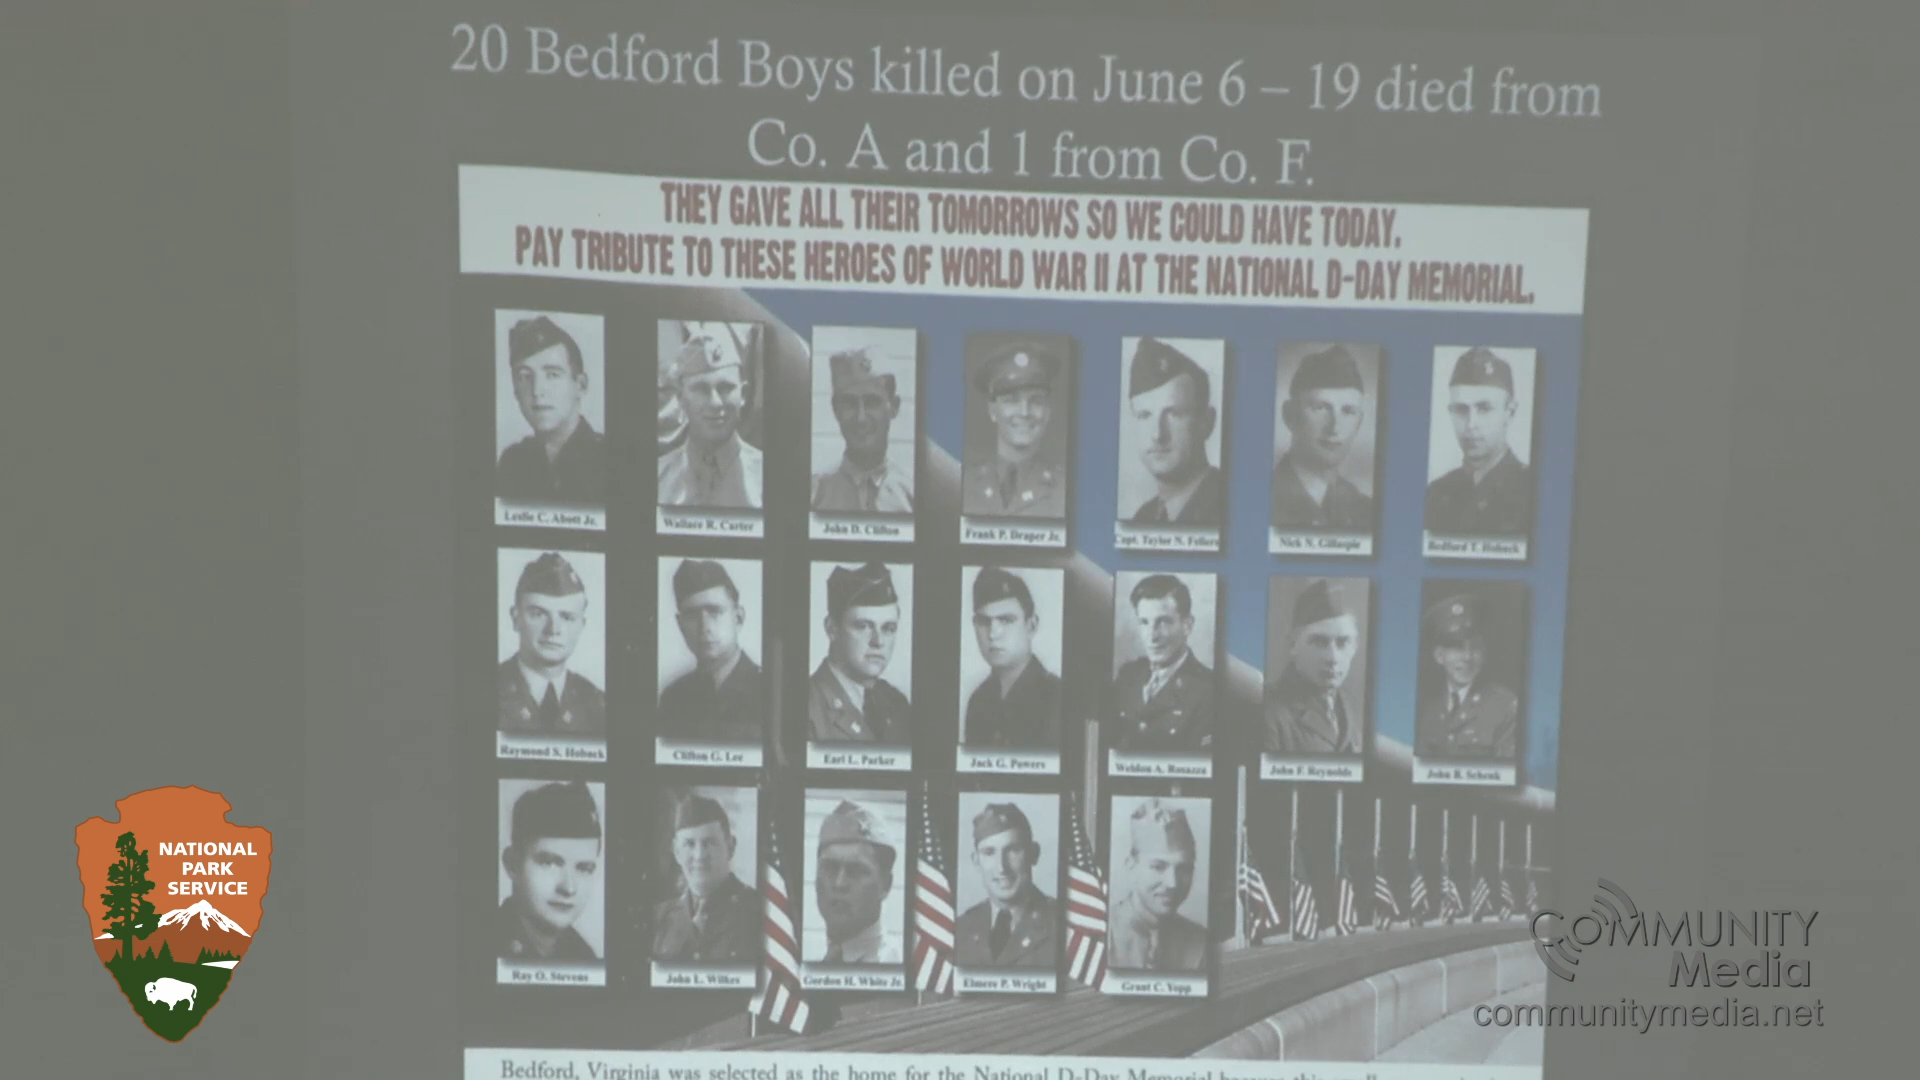 20 Bedford Boys killed on June 6 – 19 died from
Co. A and 1 from Co. F.
THEY GAVE ALL THEIR TOMORROWS SO WE COULD HAVE TODAY.
PAY TRIBUTE TO THESE HEROES OF WORLD WAR II AT THE NATIONAL D-DAY MEMORIAL.
Leslie C. Abott Jr.
Wallace R. Carter
John D. Clifton
Frank P. Draper Jr.
Capt. Taylor N. Fellers
Nick N. Gillaspie
Bedford T. Hoback
Raymond S. Hoback
Clifton G. Lee
Earl L. Parker
Jack G. Powers
Weldon A. Rosazza
John F. Reynolds
John B. Schenk
Ray O. Stevens
John L. Wilkes
Gordon H. White Jr.
Elmere P. Wright
Grant C. Yopp
Bedford, Virginia was selected as the home for the National D-Day Memorial because this
NATIONAL
PARK
SERVICE
COMMUNITY
Media
communitymedia.net